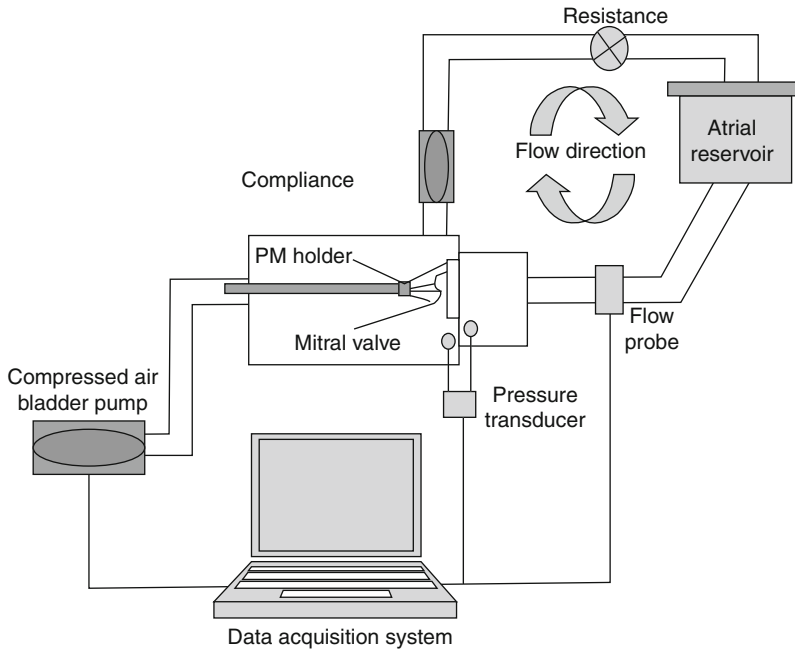 Resistance
Atrial
reservoir
Flow direction
Compliance
PM holder
Mitral valve
Flow
probe
Compressed air
bladder pump
Pressure
transducer
Data acquisition system